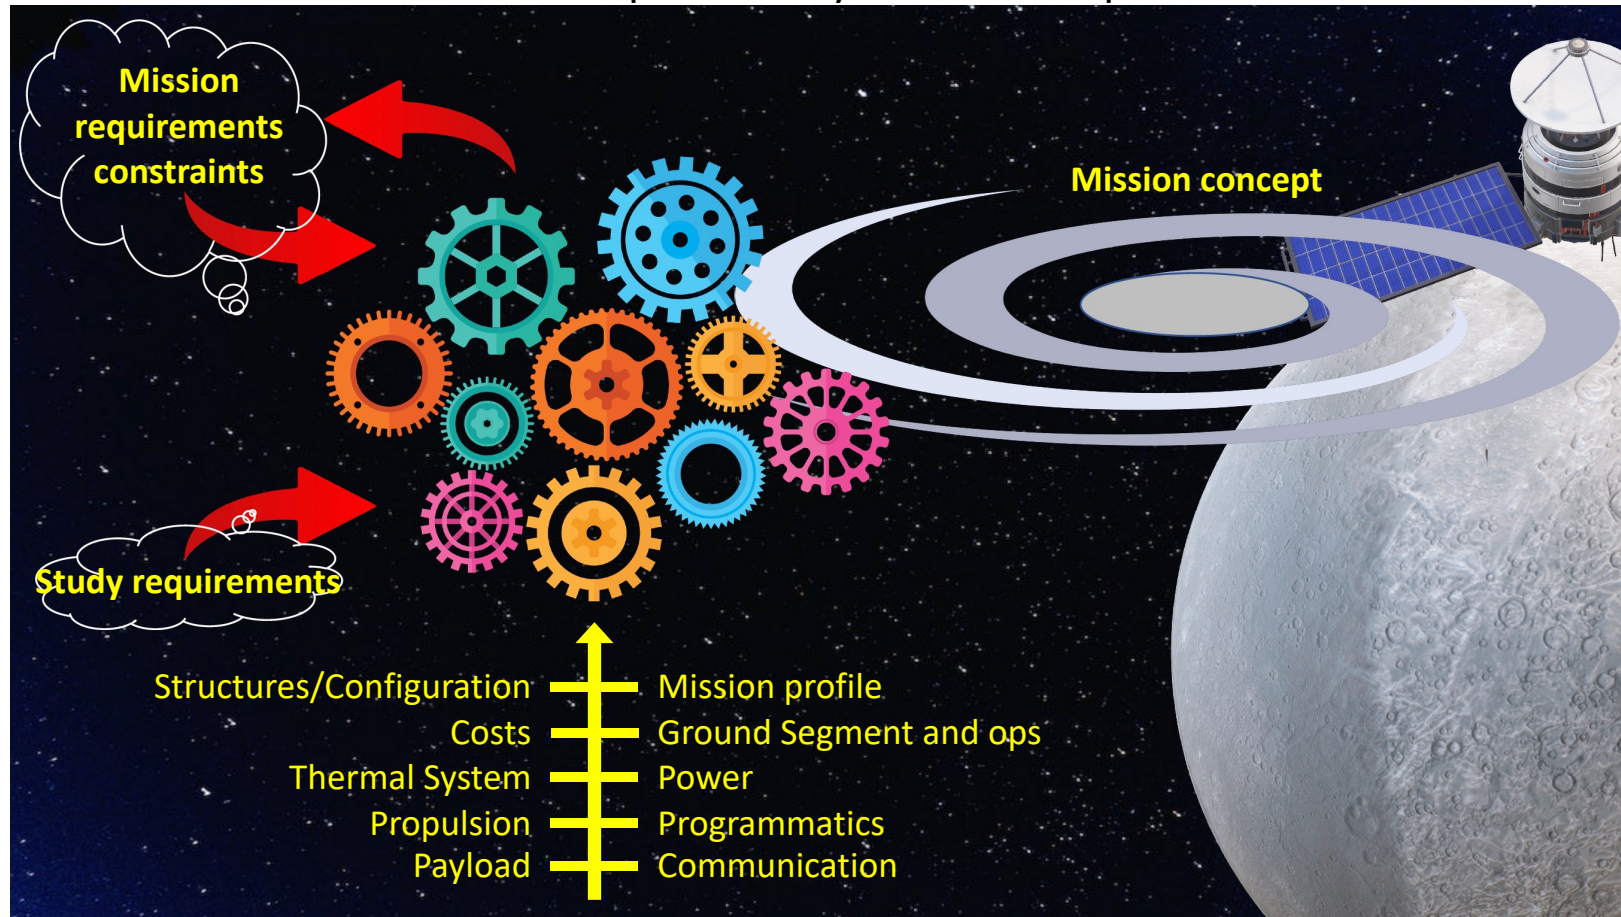 Mission
requirements
constraints
Mission concept
Study requirements
Structures/Configuration
Mission profile
Costs
Ground Segment and ops
Thermal System
Power
Propulsion
Programmatics
Payload
Communication